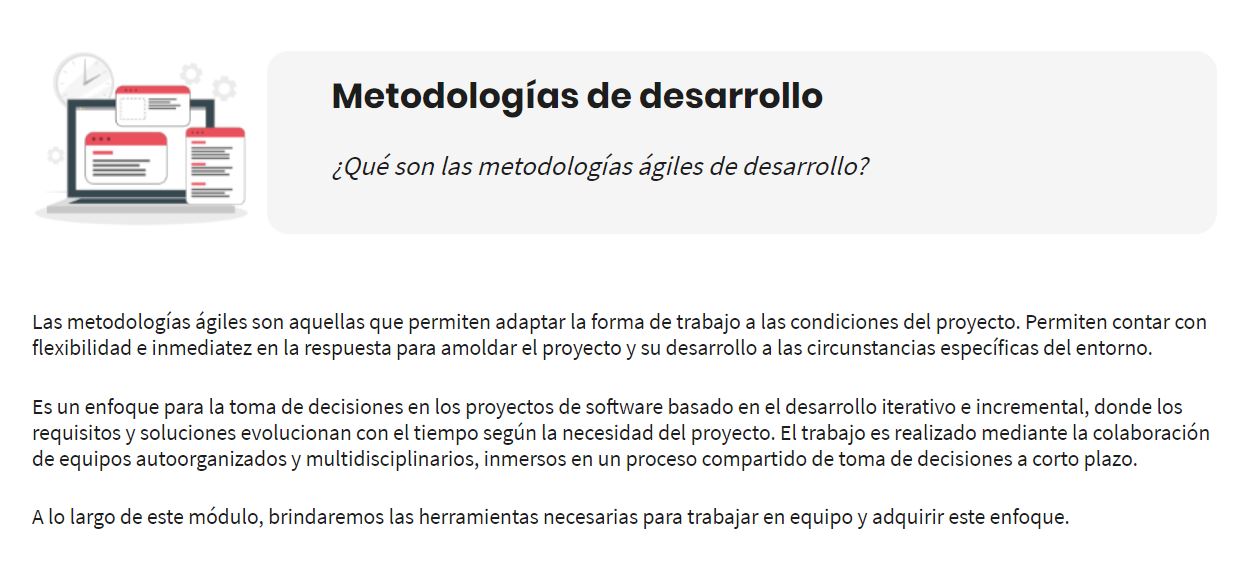 Metodologías de desarrollo
¿Qué son las metodologías ágiles de desarrollo?
Las metodologías ágiles son aquellas que permiten adaptar la forma de trabajo a las condiciones del proyecto. Permiten contar con
flexibilidad e inmediatez en la respuesta para amoldar el proyecto y su desarrollo a las circunstancias específicas del entorno.
Es un enfoque para la toma de decisiones en los proyectos de software basado en el desarrollo iterativo e incremental, donde los
requisitos y soluciones evolucionan con el tiempo según la necesidad del proyecto. El trabajo es realizado mediante la colaboración
de equipos autoorganizados y multidisciplinarios, inmersos en un proceso compartido de toma de decisiones a corto plazo.
A lo largo de este módulo, brindaremos las herramientas necesarias para trabajar en equipo y adquirir este enfoque.